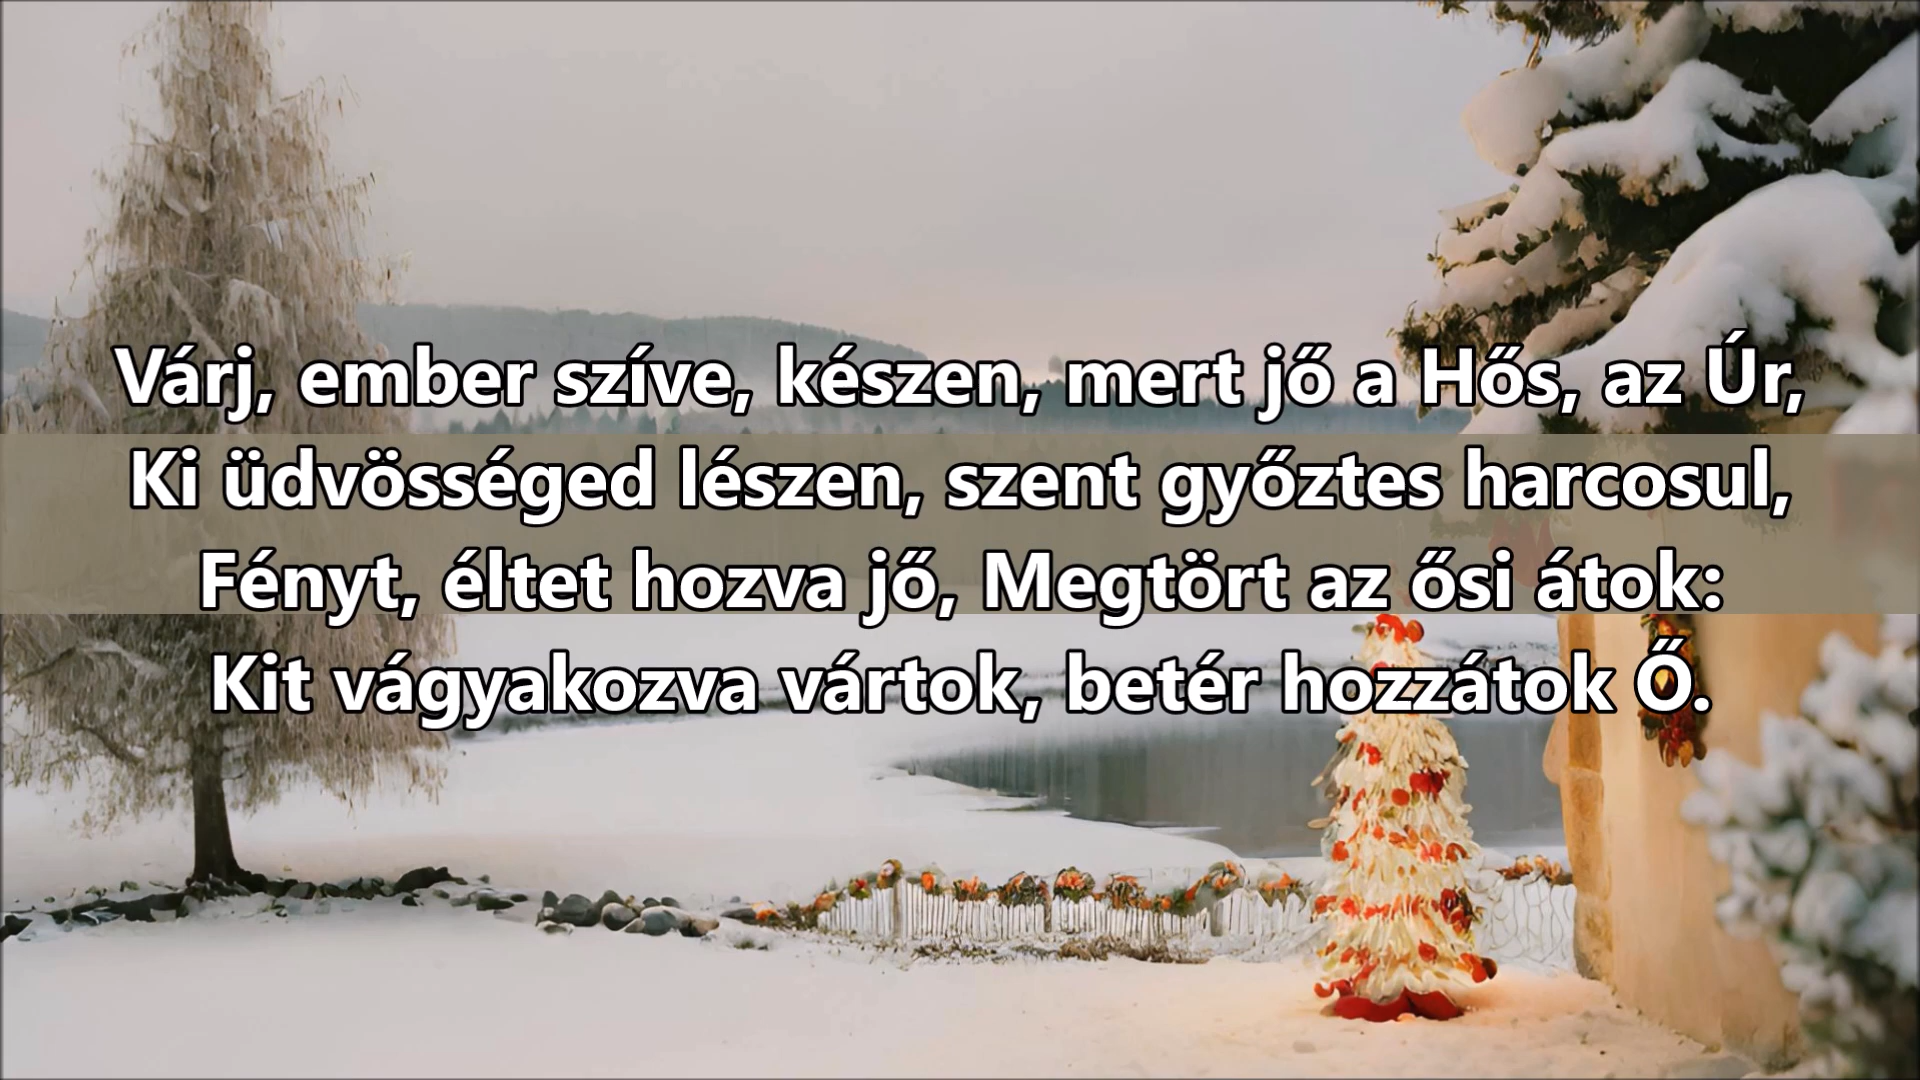 Várj, ember szíve, készen, mert jő a Hős, az Úr,
Ki üdvösséged lészen, szent győztes harcosul,
Fényt, éltet hozva jő, Megtört az ősi átok:
Kit vágyakozva vártok, betér hozzátok Ő.